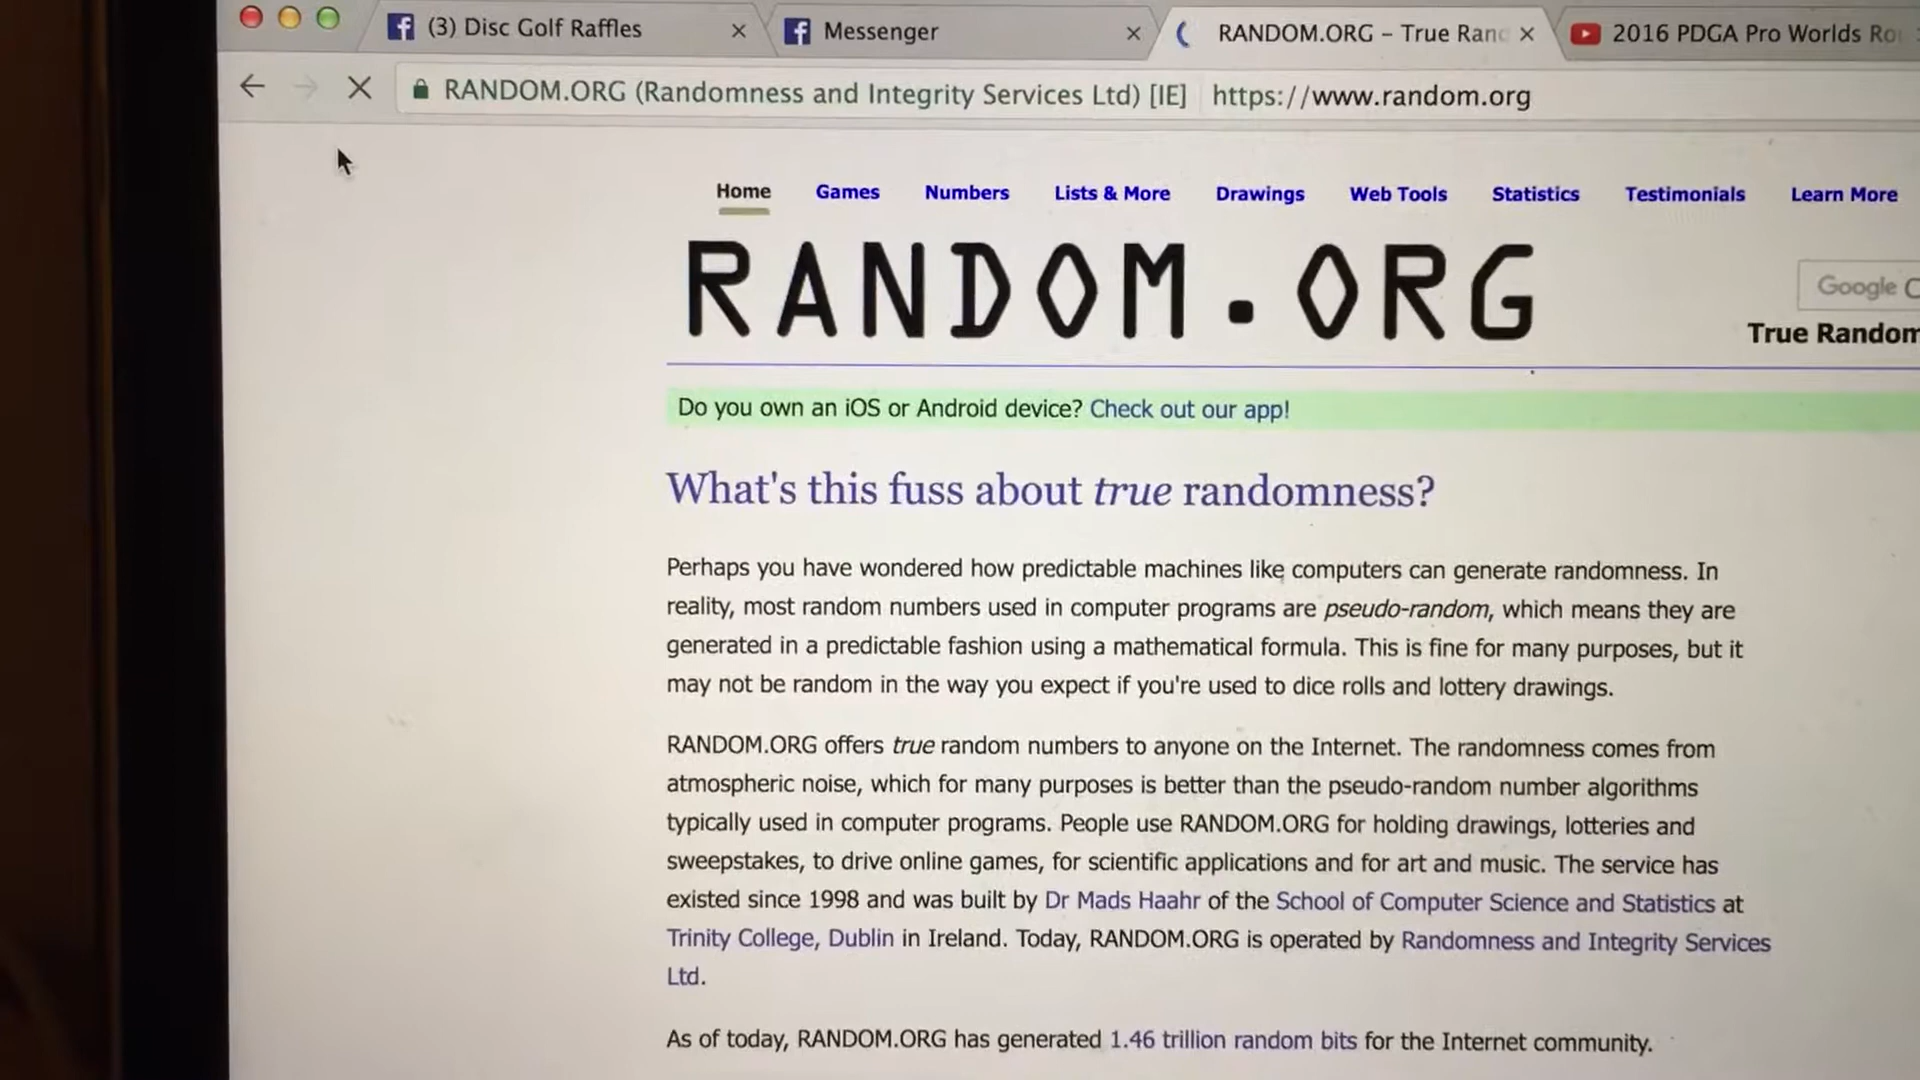 (3) Disc Golf Raffles
Messenger
RANDOM.ORG – True Rand
2016 PDGA Pro Worlds Ro
RANDOM.ORG (Randomness and Integrity Services Ltd) [IE] https://www.random.org
Home Games Numbers Lists & More Drawings Web Tools Statistics Testimonials Learn More
RANDOM.ORG
Google C
True Random
Do you own an iOS or Android device? Check out our app!
What's this fuss about true randomness?
Perhaps you have wondered how predictable machines like computers can generate randomness. In
reality, most random numbers used in computer programs are pseudo-random, which means they are
generated in a predictable fashion using a mathematical formula. This is fine for many purposes, but it
may not be random in the way you expect if you're used to dice rolls and lottery drawings.
RANDOM.ORG offers true random numbers to anyone on the Internet. The randomness comes from
atmospheric noise, which for many purposes is better than the pseudo-random number algorithms
typically used in computer programs. People use RANDOM.ORG for holding drawings, lotteries and
sweepstakes, to drive online games, for scientific applications and for art and music. The service has
existed since 1998 and was built by Dr Mads Haahr of the School of Computer Science and Statistics at
Trinity College, Dublin in Ireland. Today, RANDOM.ORG is operated by Randomness and Integrity Services
Ltd.
As of today, RANDOM.ORG has generated 1.46 trillion random bits for the Internet community.